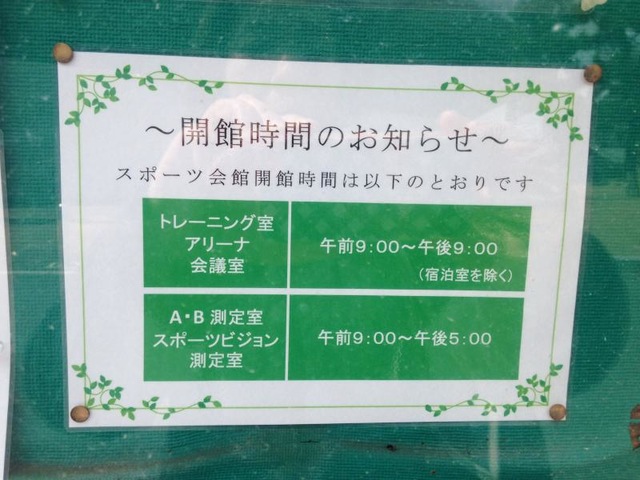 ～開館時間のお知らせ～
スポーツ会館開館時間は以下のとおりです
トレーニング室
アリーナ
会議室
午前9:00～午後9:00
(宿泊室を除く)
A・B 測定室
スポーツビジョン
測定室
午前9:00～午後5:00